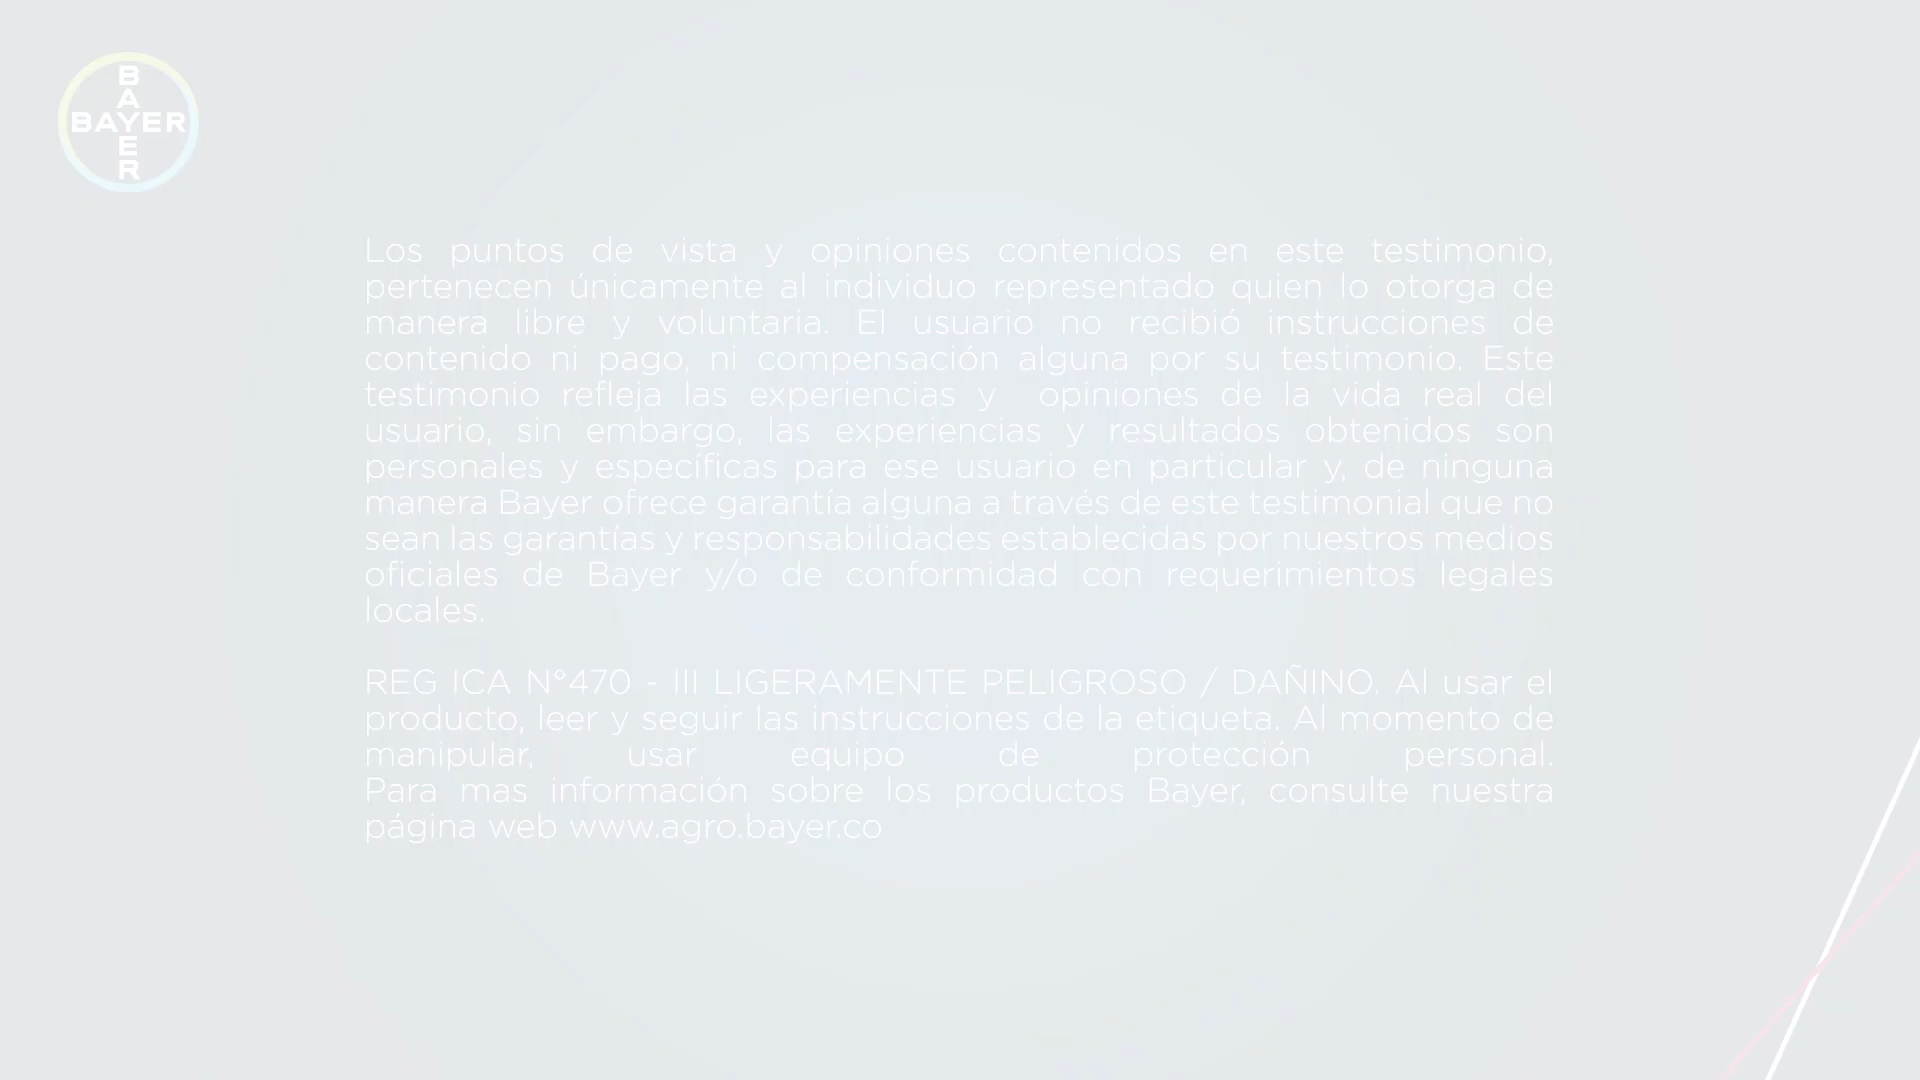 BAYER
BAYER
Los puntos de vista y opiniones contenidos en este testimonio,
pertenecen únicamente al individuo representado quien lo otorga de
manera libre y voluntaria. El usuario no recibió instrucciones de
contenido ni pago, ni compensación alguna por su testimonio. Este
testimonio refleja las experiencias y opiniones de la vida real del
usuario, sin embargo, las experiencias y resultados obtenidos son
personales y específicas para ese usuario en particular y, de ninguna
manera Bayer ofrece garantía alguna a través de este testimonial que no
sean las garantías y responsabilidades establecidas por nuestros medios
oficiales de Bayer y/o de conformidad con requerimientos legales
locales.
REG ICA N°470 - III LIGERAMENTE PELIGROSO / DAÑINO. Al usar el
producto, leer y seguir las instrucciones de la etiqueta. Al momento de
manipular, usar equipo de protección personal.
Para mas información sobre los productos Bayer, consulte nuestra
página web www.agro.bayer.co